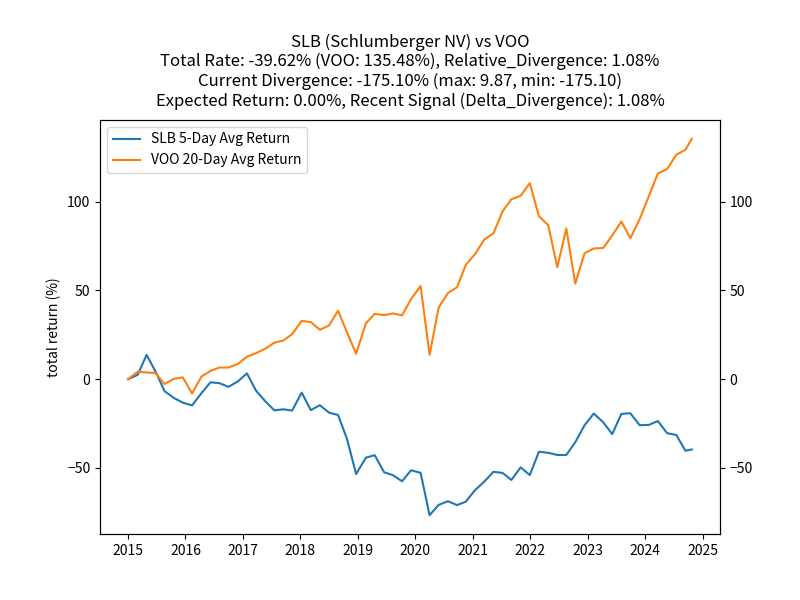 SLB (Schlumberger NV) vs VOO
Total Rate: -39.62% (VOO: 135.48%), Relative_Divergence: 1.08%
Current Divergence: -175.10% (max: 9.87, min: -175.10)
Expected Return: 0.00%, Recent Signal (Delta_Divergence): 1.08%
SLB 5-Day Avg Return
VOO 20-Day Avg Return
total return (%)
100
50
0
−50
100
50
0
−50
2015 2016 2017 2018 2019 2020 2021 2022 2023 2024 2025